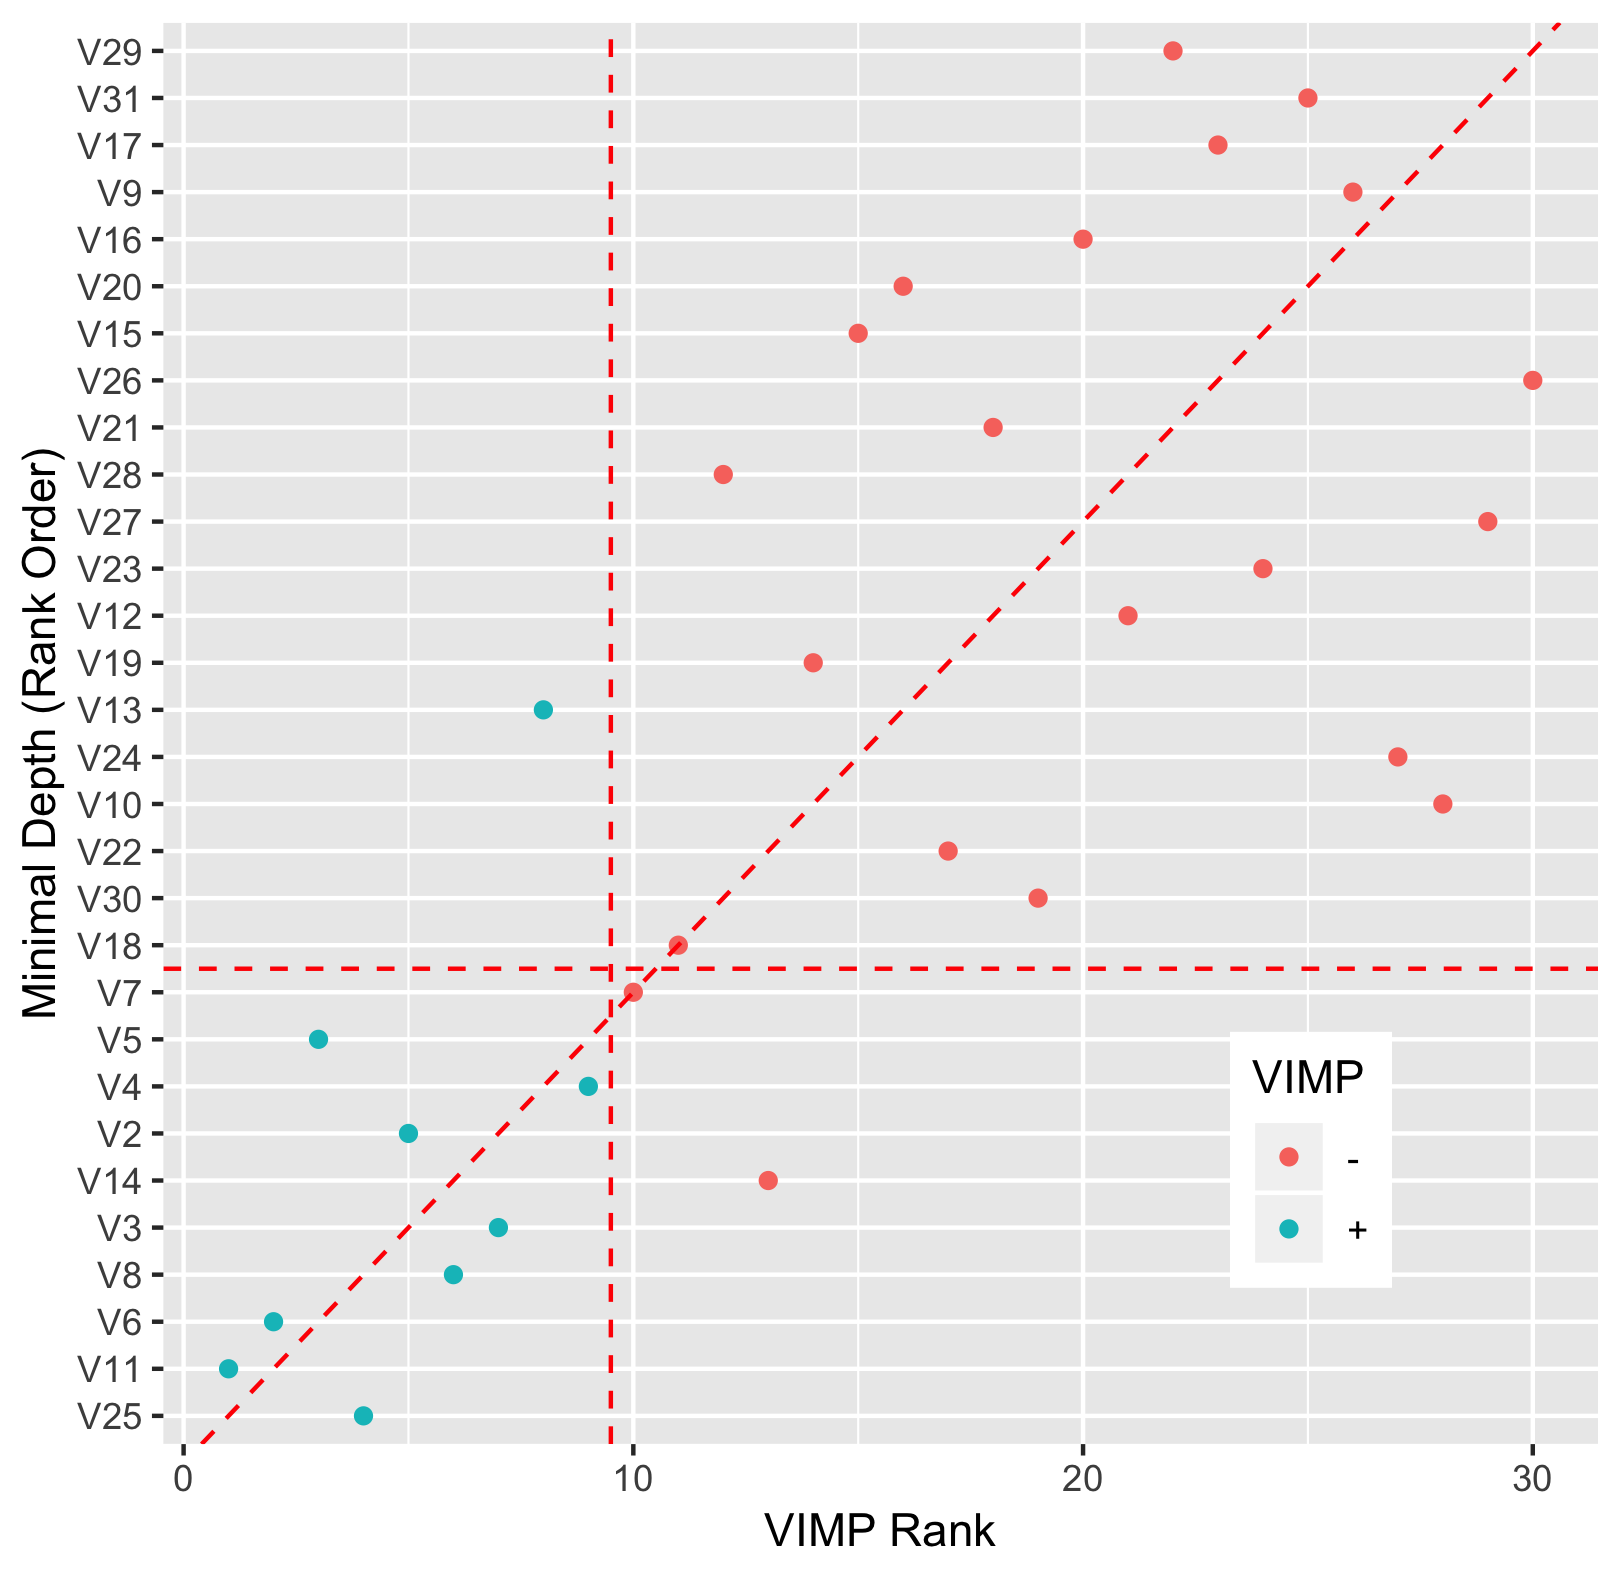 Minimal Depth (Rank Order)
V29
V31
V17
V9
V16
V20
V15
V26
V21
V28
V27
V23
V12
V19
V13
V24
V10
V22
V30
V18
V7
V5
V4
V2
V14
V3
V8
V6
V11
V25
VIMP
-
+
0 10 20 30
VIMP Rank